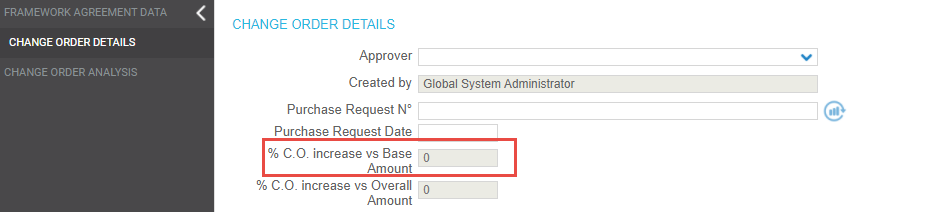 FRAMEWORK AGREEMENT DATA
CHANGE ORDER DETAILS
CHANGE ORDER ANALYSIS
CHANGE ORDER DETAILS
Approver
Created by Global System Administrator
Purchase Request N°
Purchase Request Date
% C.O. increase vs Base
Amount 0
% C.O. increase vs Overall
Amount 0